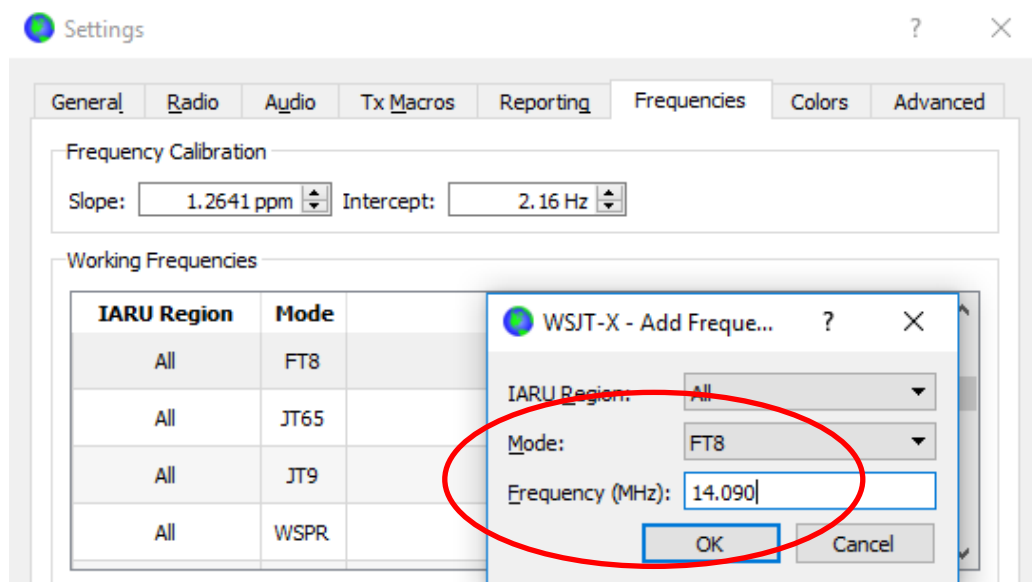 Settings ?
General Radio Audio Tx Macros Reporting Frequencies Colors Advanced
Frequency Calibration
Slope: 1.2641 ppm Intercept: 2.16 Hz
Working Frequencies
IARU Region Mode
All FT8
All JT65
All JT9
All WSPR
WSJT-X - Add Freque... ?
IARU Region: All
Mode: FT8
Frequency (MHz): 14.090
OK Cancel